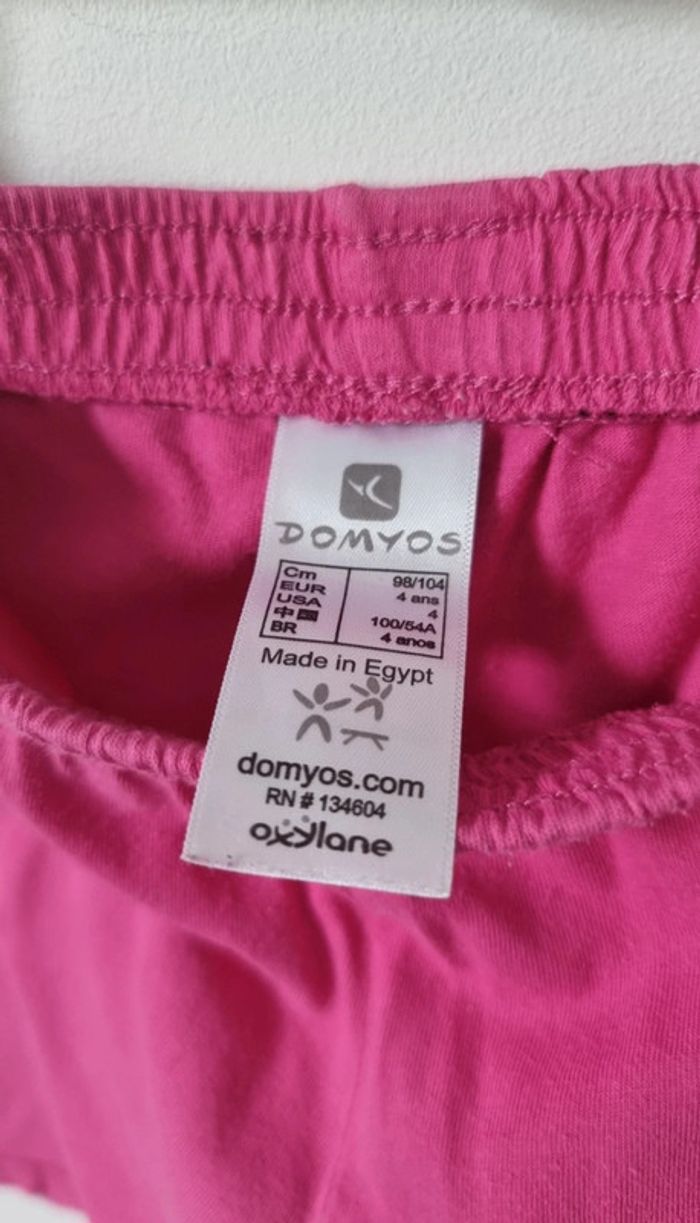 DOMYOS
Cm 98/104
EUR 4 ans
USA 4
中国 100/54A
BR 4 anos
Made in Egypt
domyos.com
RN # 134604
oxylane